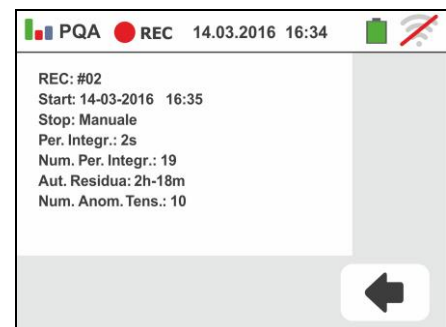 PQA REC 14.03.2016 16:34
REC: #02
Start: 14-03-2016 16:35
Stop: Manuale
Per. Integr.: 2s
Num. Per. Integr.: 19
Aut. Residua: 2h-18m
Num. Anom. Tens.: 10